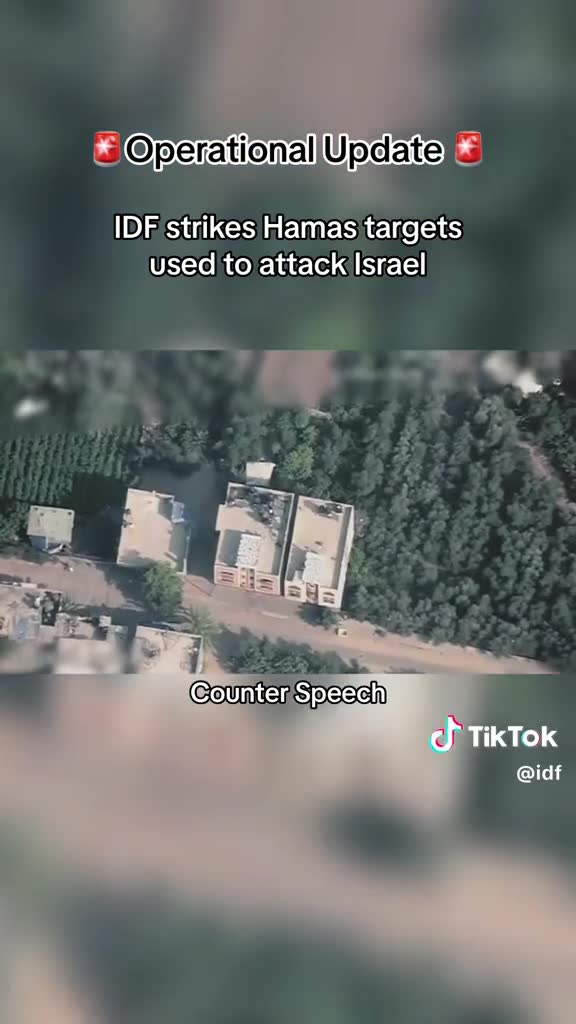 🚨Operational Update 🚨
IDF strikes Hamas targets
used to attack Israel
Counter Speech
TikTok
@idf